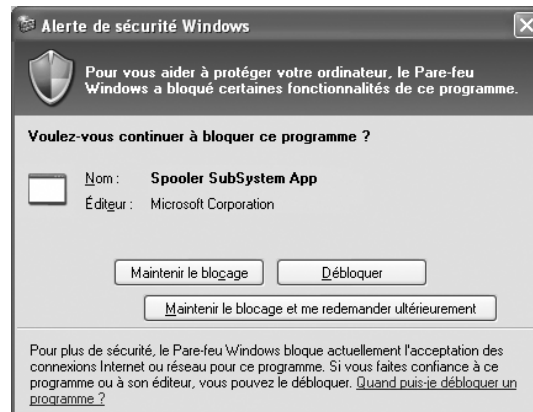 Alerte de sécurité Windows
Pour vous aider à protéger votre ordinateur, le Pare-feu
Windows a bloqué certaines fonctionnalités de ce programme.
Voulez-vous continuer à bloquer ce programme ?
Nom : Spooler SubSystem App
Éditeur : Microsoft Corporation
Maintenir le blocage Débloquer
Maintenir le blocage et me redemander ultérieurement
Pour plus de sécurité, le Pare-feu Windows bloque actuellement l'acceptation des
connexions Internet ou réseau pour ce programme. Si vous faites confiance à ce
programme ou à son éditeur, vous pouvez le débloquer. Quand puis-je débloquer un
programme ?